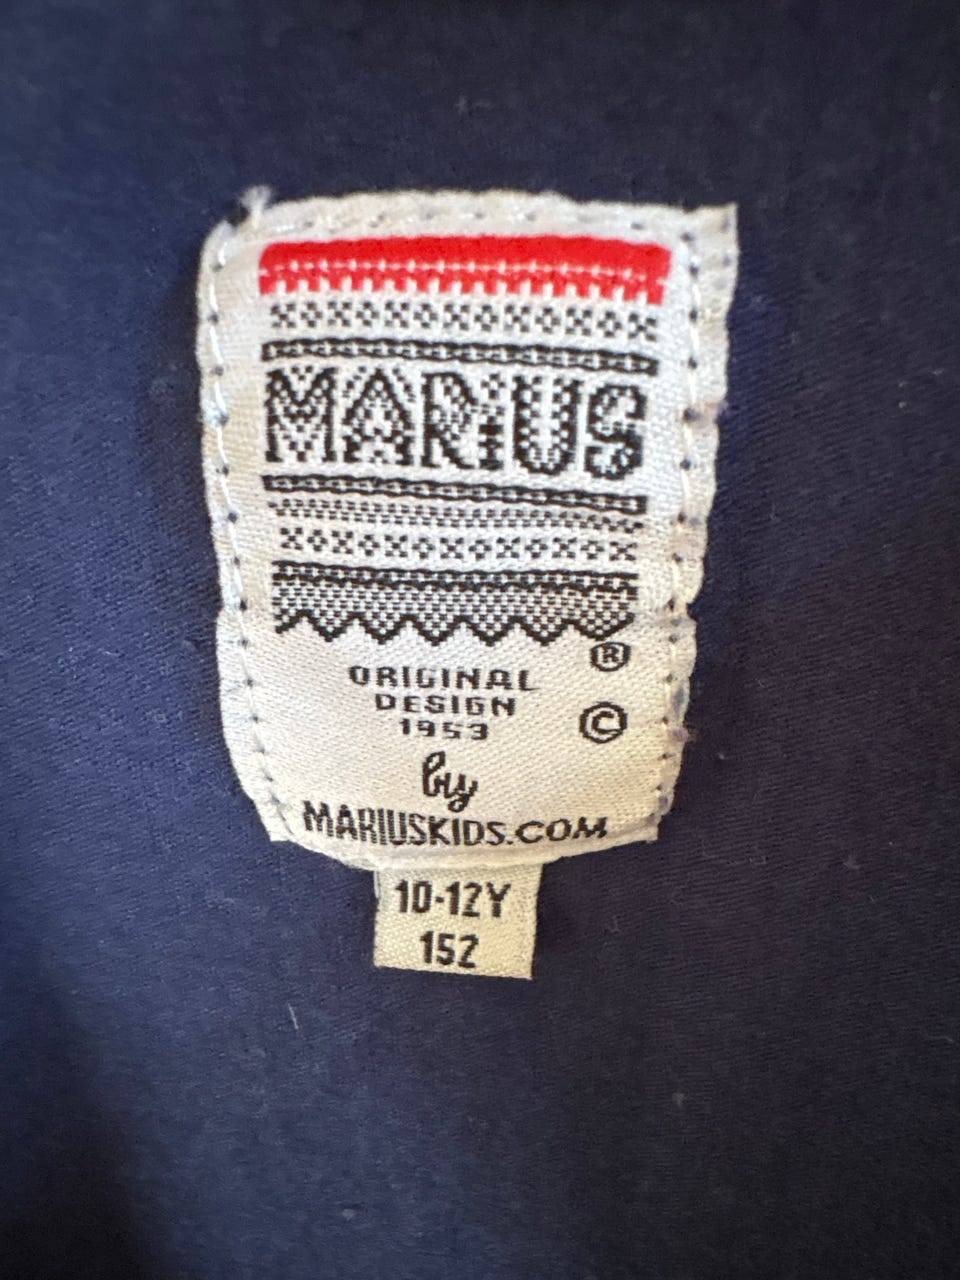 MARIUS
®
ORIGINAL
DESIGN
1953
©
by
MARIUSKIDS.COM
10-12Y
152